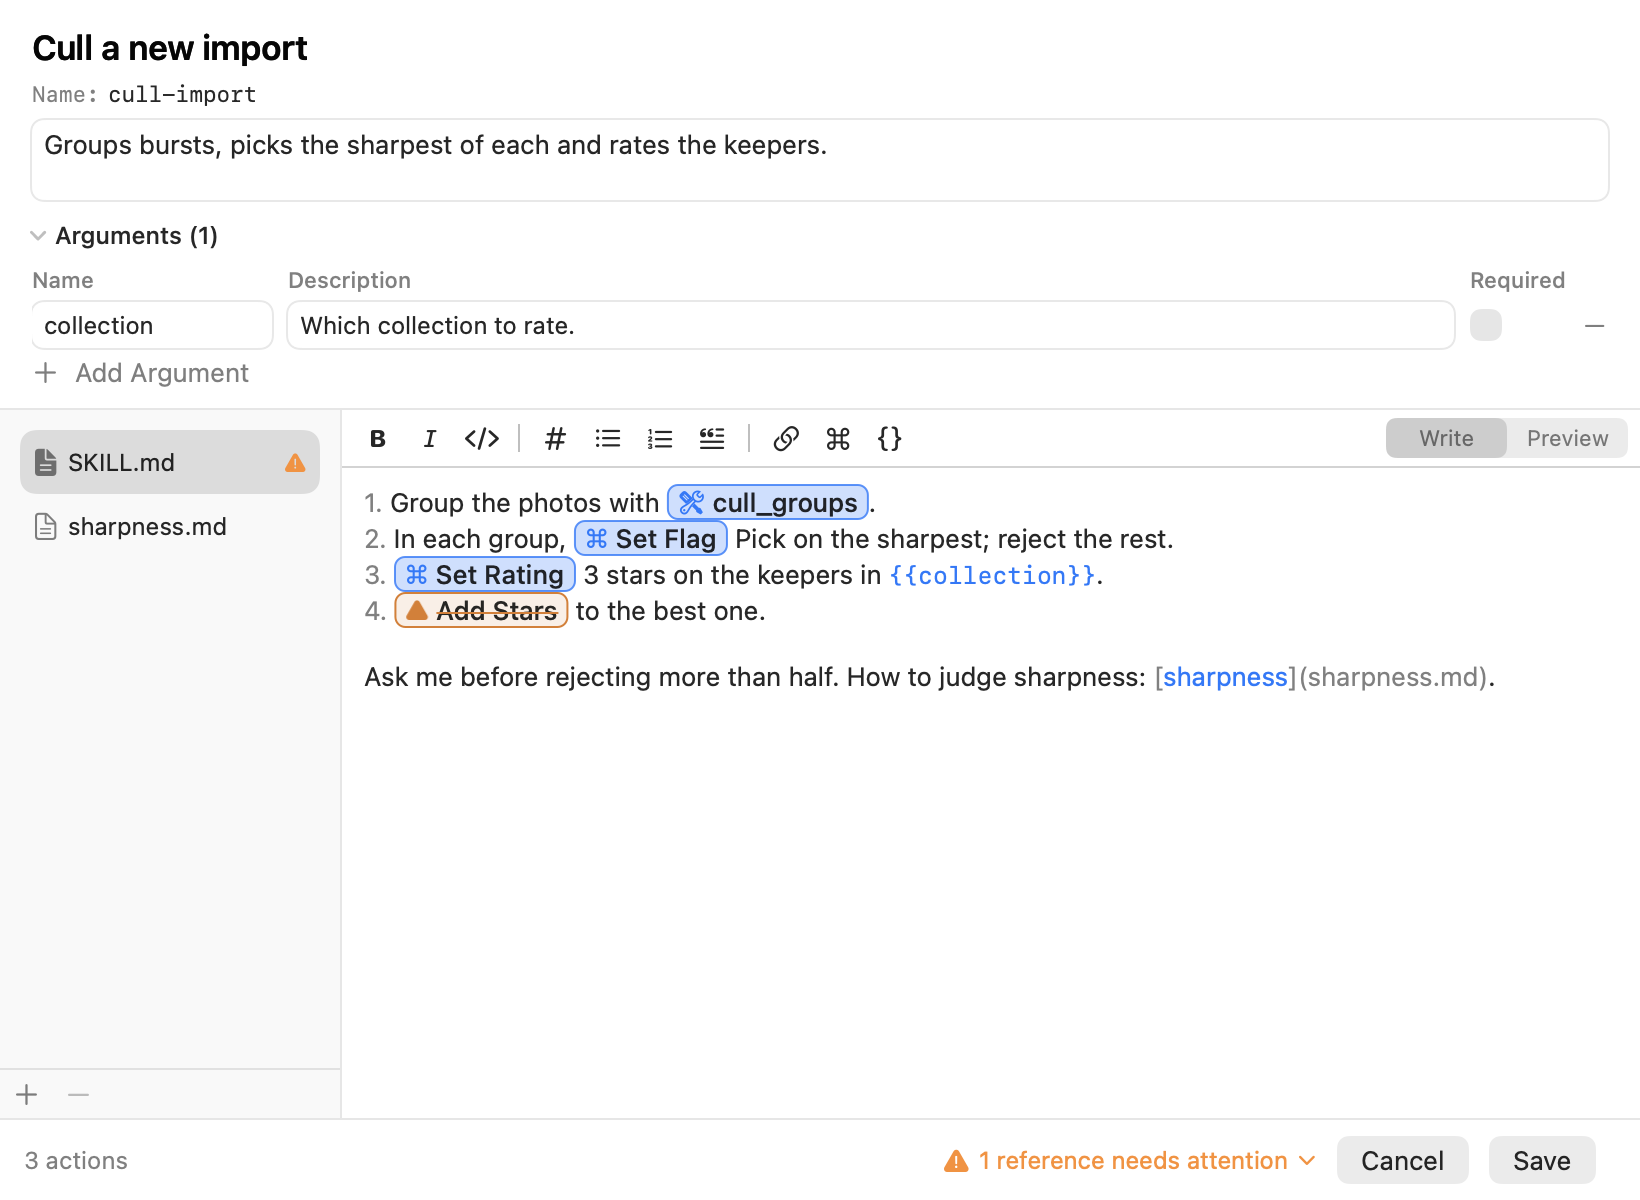 Cull a new import
Name: cull-import
Groups bursts, picks the sharpest of each and rates the keepers.
Arguments (1)
Name Description Required
collection Which collection to rate.
Add Argument
SKILL.md
sharpness.md
B I </> # {}
Write Preview
1. Group the photos with cull_groups.
2. In each group, ⌘ Set Flag Pick on the sharpest; reject the rest.
3. ⌘ Set Rating 3 stars on the keepers in {{collection}}.
4. Add Stars to the best one.
Ask me before rejecting more than half. How to judge sharpness: [sharpness](sharpness.md).
3 actions
1 reference needs attention
Cancel
Save